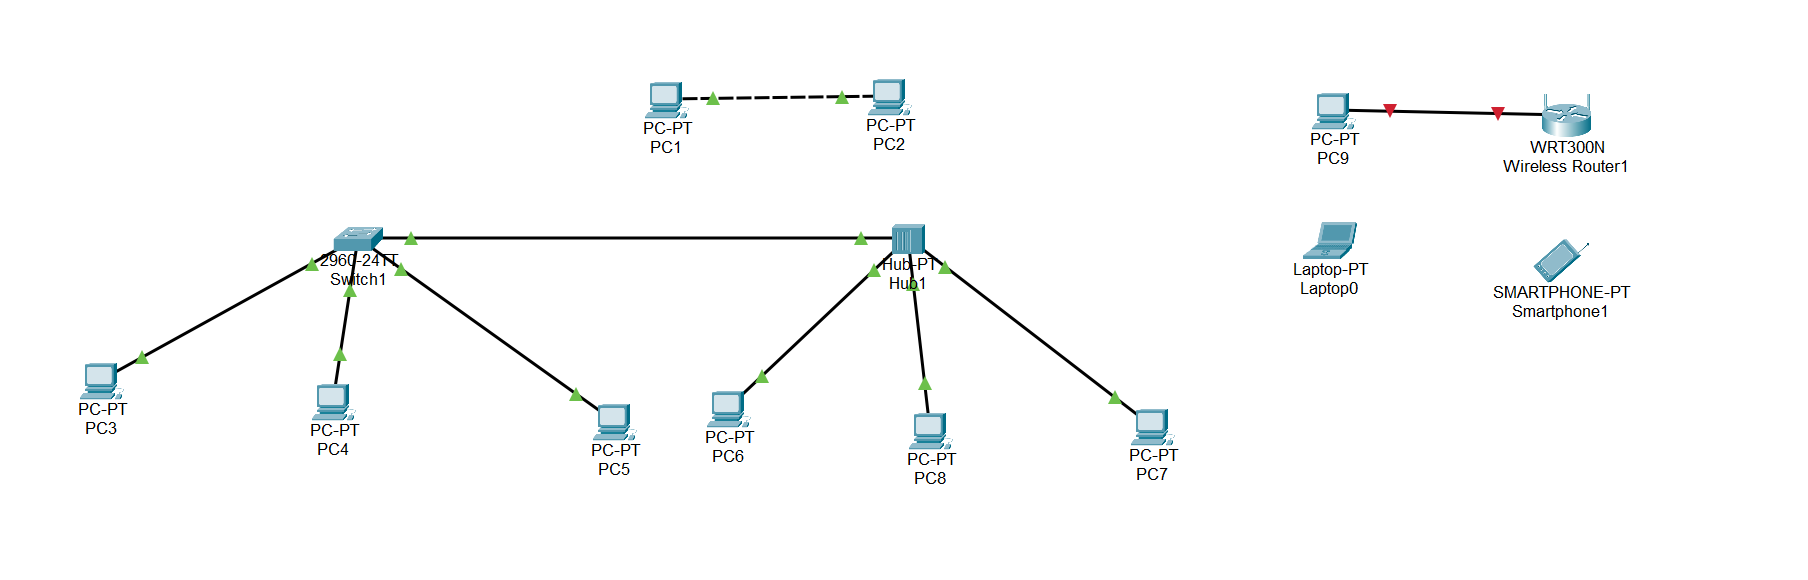 PC-PT
PC1
PC-PT
PC2
PC-PT
PC9
WRT300N
Wireless Router1
2960-24TT
Switch1
Hub-PT
Hub1
Laptop-PT
Laptop0
SMARTPHONE-PT
Smartphone1
PC-PT
PC3
PC-PT
PC4
PC-PT
PC5
PC-PT
PC6
PC-PT
PC8
PC-PT
PC7